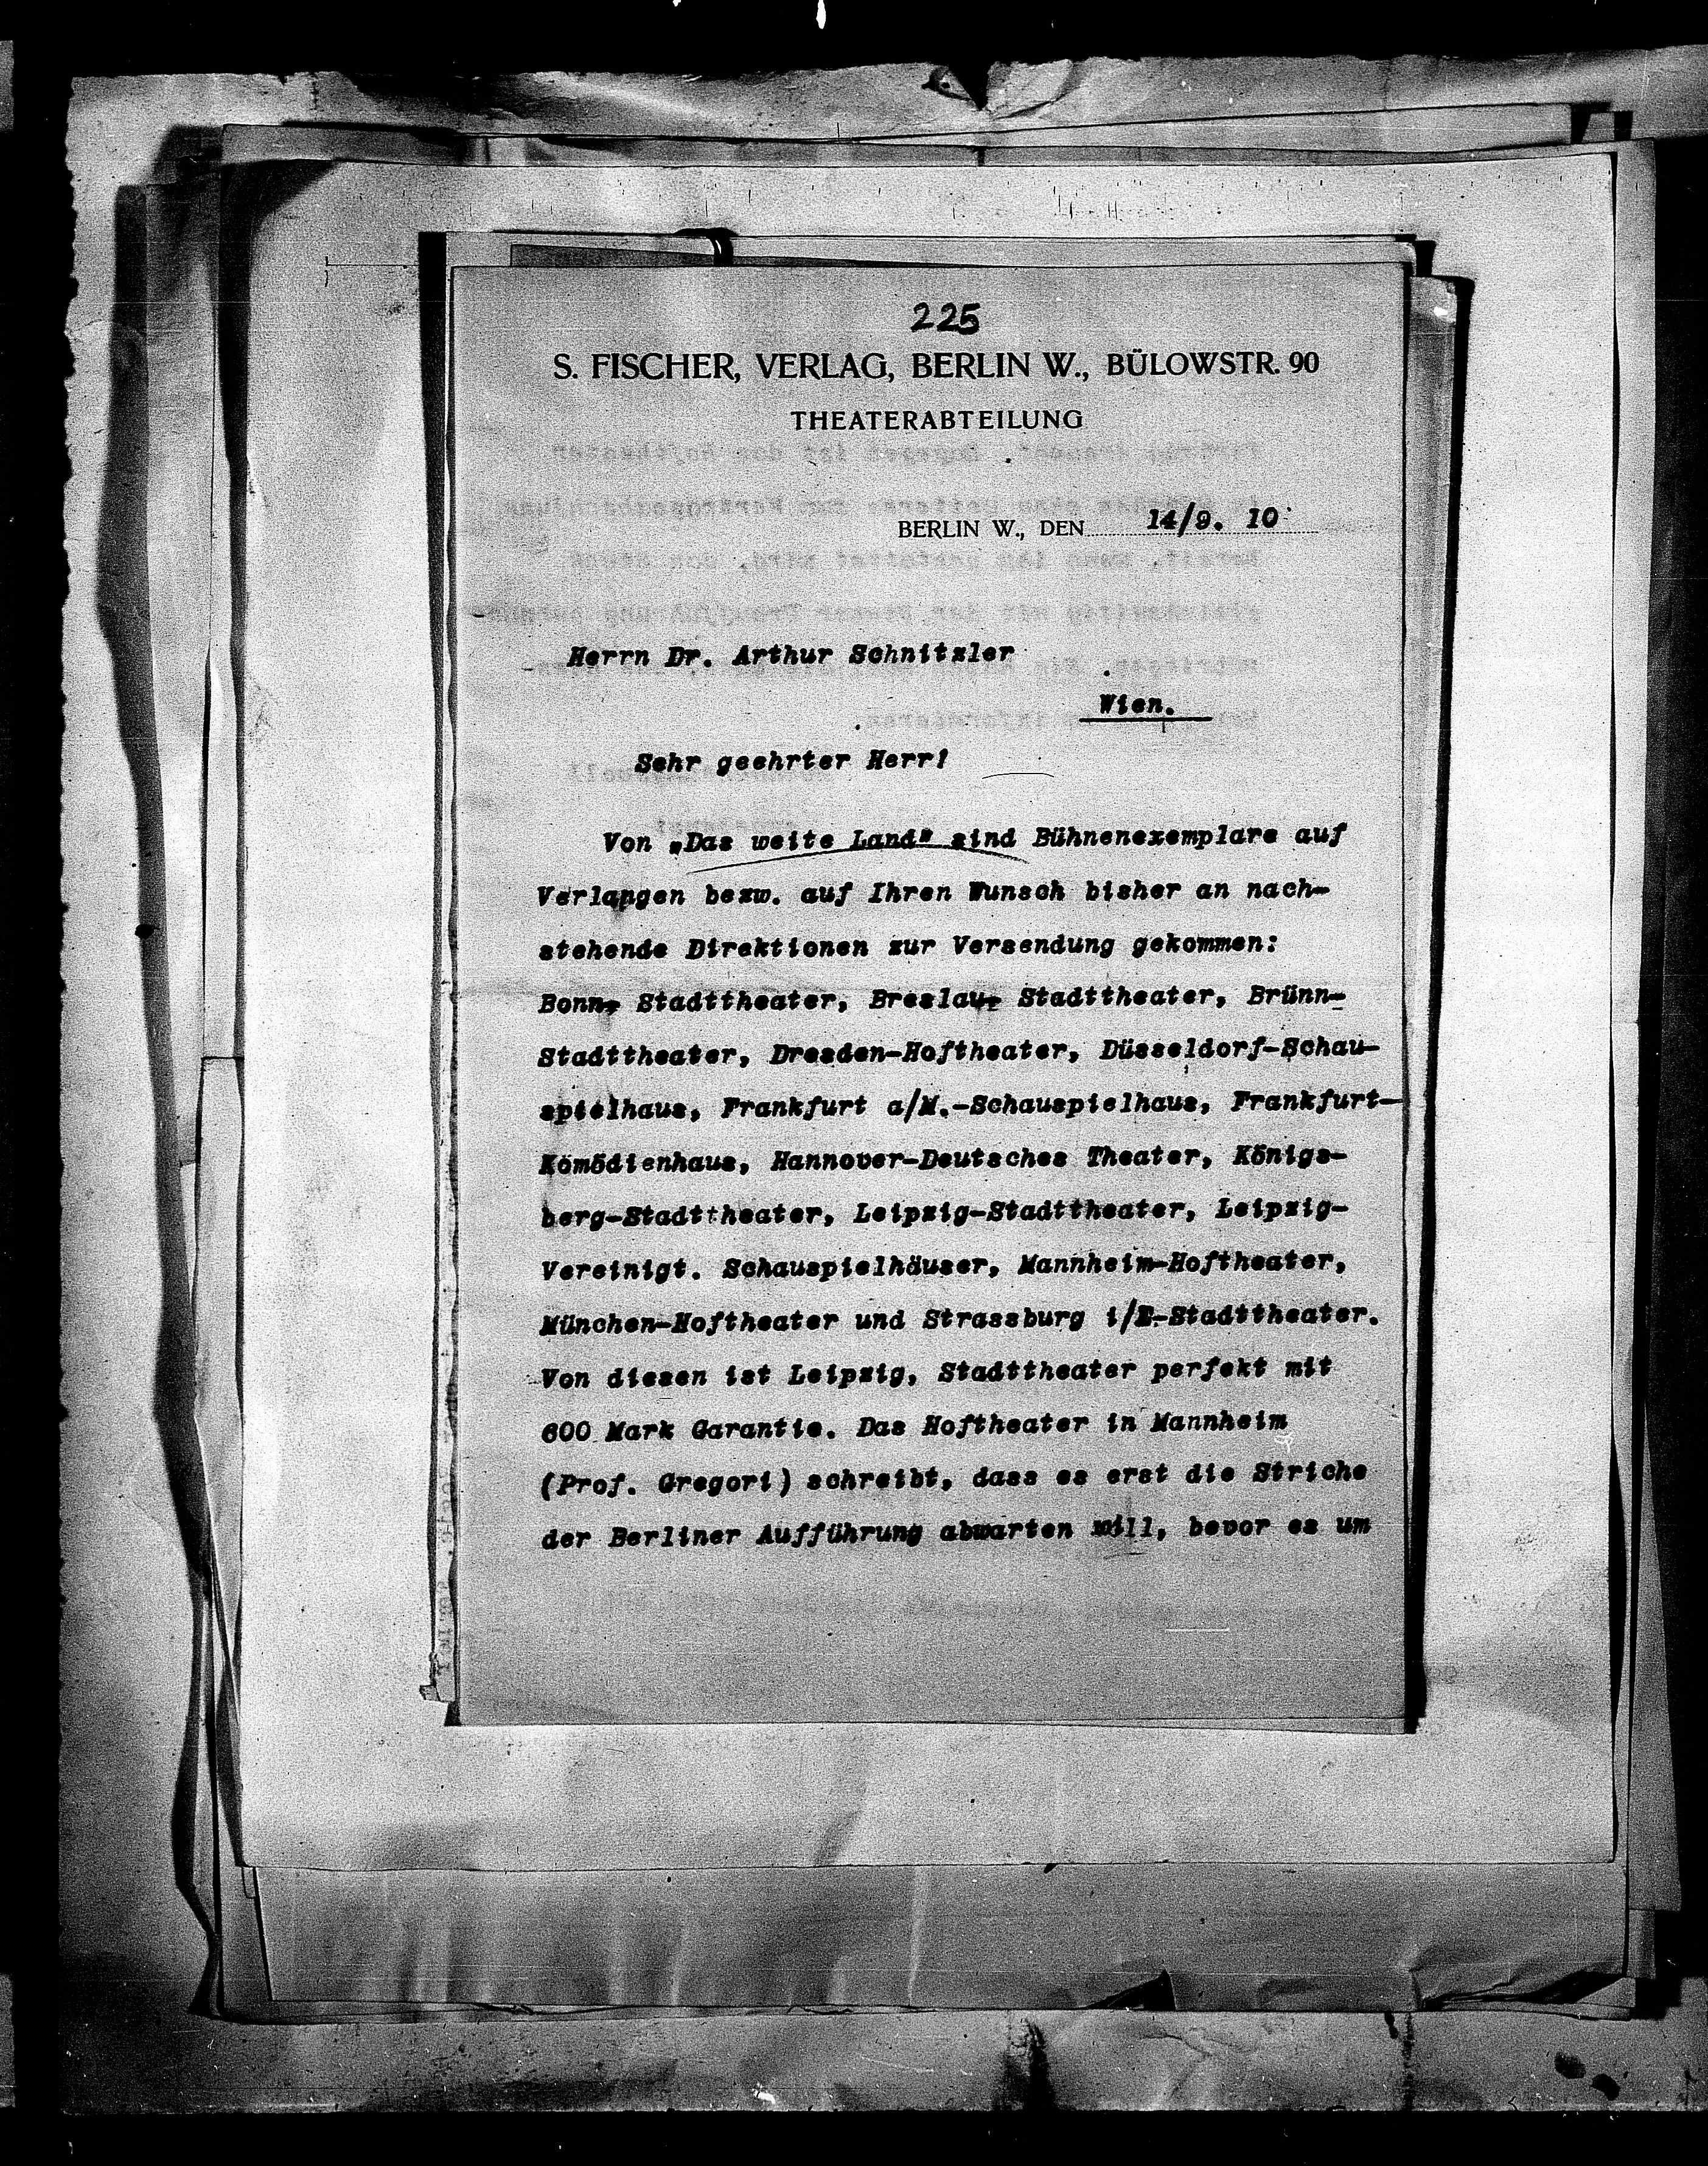 225
S. FISCHER, VERLAG, BERLIN W., BÜLOWSTR. 90
THEATERABTEILUNG
BERLIN W., DEN 14/9. 10
Herrn Dr. Arthur Schnitzler
Wien.
Sehr geehrter Herr!
Von „Das weite Land" sind Bühnenexemplare auf
Verlangen bezw. auf Ihren Wunsch bisher an nach-
stehende Direktionen zur Versendung gekommen:
Bonn, Stadttheater, Breslau, Stadttheater, Brünn-
Stadttheater, Dresden-Hoftheater, Düsseldorf-Schau-
spielhaus, Frankfurt a/M.-Schauspielhaus, Frankfurt-
Komödienhaus, Hannover-Deutsches Theater, Königs-
berg-Stadttheater, Leipzig-Stadttheater, Leipzig-
Vereinigt. Schauspielhäuser, Mannheim-Hoftheater,
München-Hoftheater und Strassburg i/E-Stadttheater.
Von diesen ist Leipzig, Stadttheater perfekt mit
600 Mark Garantie. Das Hoftheater in Mannheim
(Prof. Gregori) schreibt, dass es erst die Striche
der Berliner Aufführung abwarten will, bevor es um